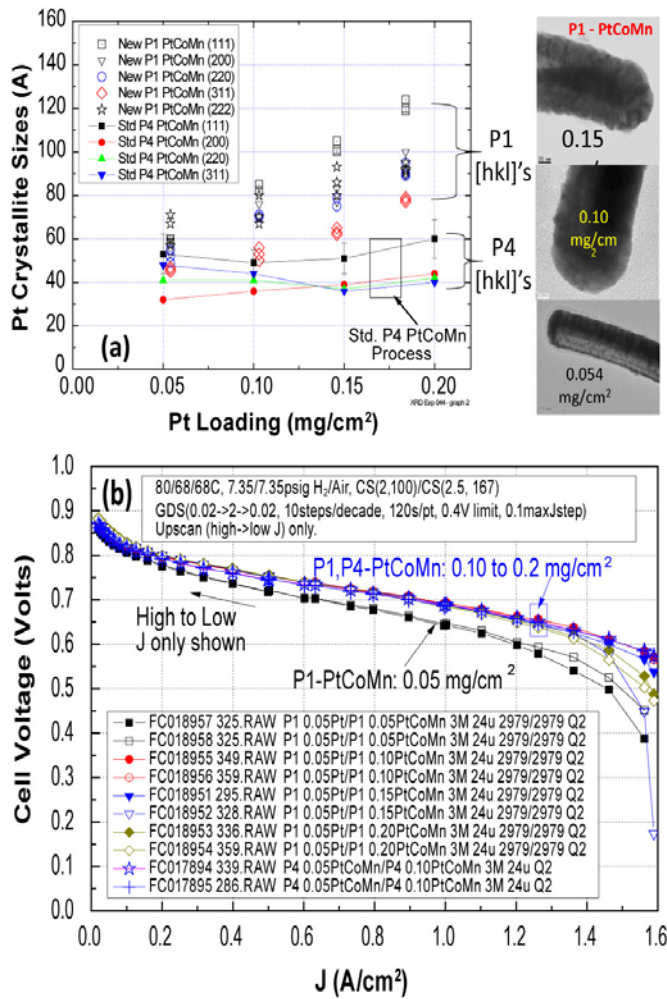 (a)
Pt Crystallite Sizes (A)
160
140
120
100
80
60
40
20
0
New P1 PtCoMn (111)
New P1 PtCoMn (200)
New P1 PtCoMn (220)
New P1 PtCoMn (311)
New P1 PtCoMn (222)
Std P4 PtCoMn (111)
Std P4 PtCoMn (200)
Std P4 PtCoMn (220)
Std P4 PtCoMn (311)
P1
[hkl]'s
P4
[hkl]'s
Std. P4 PtCoMn
Process
0.00
0.05
0.10
0.15
0.20
XRD Exp 044 - graph 2
Pt Loading (mg/cm²)
P1 - PtCoMn
0.15
0.10
mg/cm2
0.054
mg/cm²
(b)
Cell Voltage (Volts)
1.0
0.9
0.8
0.7
0.6
0.5
0.4
0.3
0.2
0.1
0.0
80/68/68C, 7.35/7.35psig H₂/Air, CS(2,100)/CS(2.5, 167)
GDS(0.02->2->0.02, 10steps/decade, 120s/pt, 0.4V limit, 0.1maxJstep)
Upscan (high->low J) only.
P1,P4-PtCoMn: 0.10 to 0.2 mg/cm²
High to Low
J only shown
P1-PtCoMn: 0.05 mg/cm²
FC018957 325.RAW P1 0.05Pt/P1 0.05PtCoMn 3M 24u 2979/2979 Q2
FC018958 325.RAW P1 0.05Pt/P1 0.05PtCoMn 3M 24u 2979/2979 Q2
FC018955 349.RAW P1 0.05Pt/P1 0.10PtCoMn 3M 24u 2979/2979 Q2
FC018956 359.RAW P1 0.05Pt/P1 0.10PtCoMn 3M 24u 2979/2979 Q2
FC018951 295.RAW P1 0.05Pt/P1 0.15PtCoMn 3M 24u 2979/2979 Q2
FC018952 328.RAW P1 0.05Pt/P1 0.15PtCoMn 3M 24u 2979/2979 Q2
FC018953 336.RAW P1 0.05Pt/P1 0.20PtCoMn 3M 24u 2979/2979 Q2
FC018954 359.RAW P1 0.05Pt/P1 0.20PtCoMn 3M 24u 2979/2979 Q2
FC017894 339.RAW P4 0.05PtCoMn/P4 0.10PtCoMn 3M 24u Q2
FC017895 286.RAW P4 0.05PtCoMn/P4 0.10PtCoMn 3M 24u Q2
0.0
0.2
0.4
0.6
0.8
1.0
1.2
1.4
1.6
J (A/cm²)